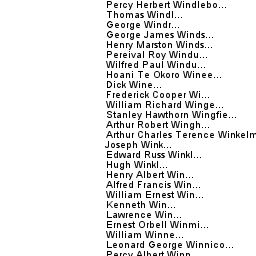 Percy Herbert Windlebo...
Thomas Windl...
George Windr...
George James Winds...
Henry Marston Winds...
Pereival Roy Windu...
Wilfred Paul Windu...
Hoani Te Okoro Winee...
Dick Wine...
Frederick Cooper Wi...
William Richard Winge...
Stanley Hawthorn Wingfie...
Arthur Robert Wingh...
Arthur Charles Terence Winkelm
Joseph Wink...
Edward Russ Winkl...
Hugh Winkl...
Henry Albert Win...
Alfred Francis Win...
William Ernest Win...
Kenneth Win...
Lawrence Win...
Ernest Orbell Winmi...
William Winne...
Leonard George Winnico...
Percy Albert Winn